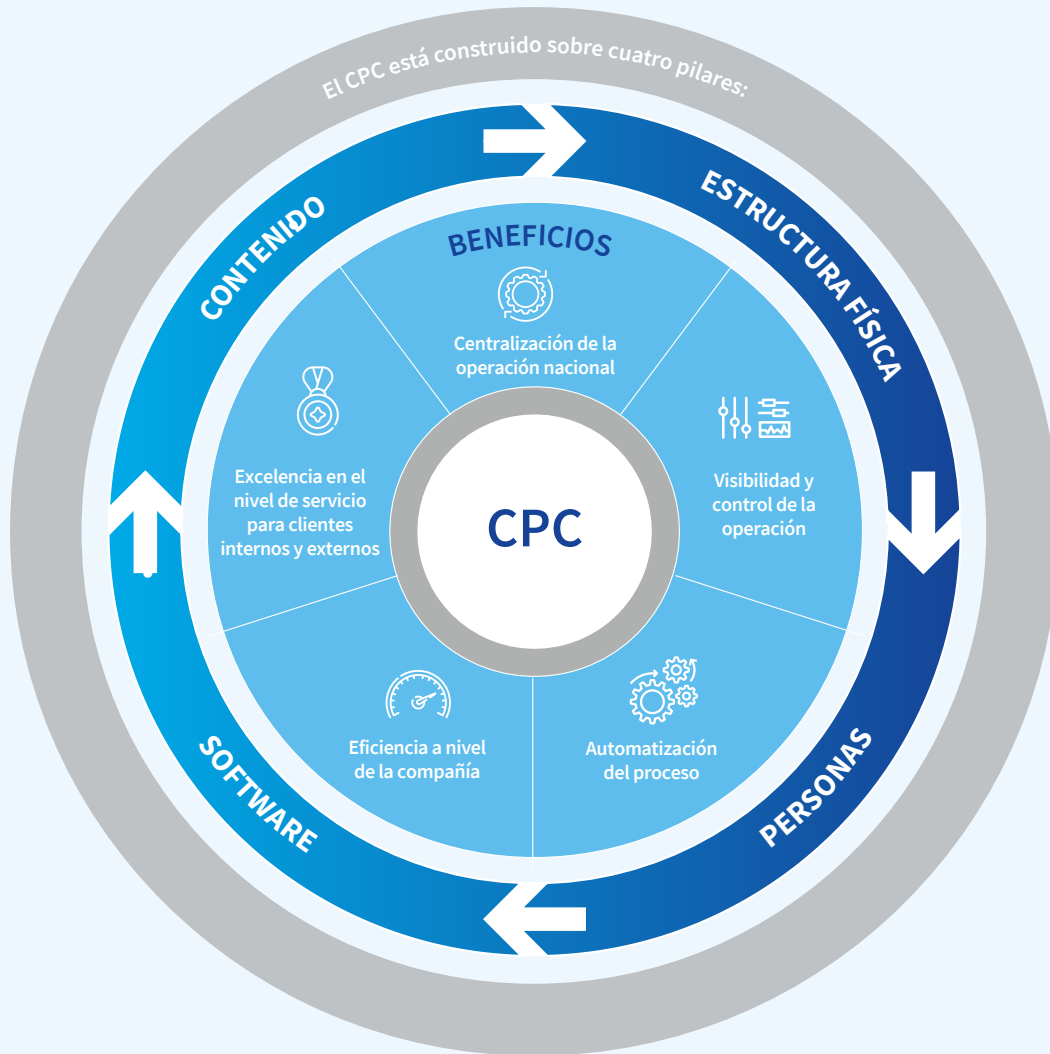 El CPC está construido sobre cuatro pilares:
CONTENIDO
ESTRUCTURA FÍSICA
PERSONAS
SOFTWARE
BENEFICIOS
Centralización de la
operación nacional
Visibilidad y
control de la
operación
Automatización
del proceso
Eficiencia a nivel
de la compañía
Excelencia en el
nivel de servicio
para clientes
internos y externos
CPC